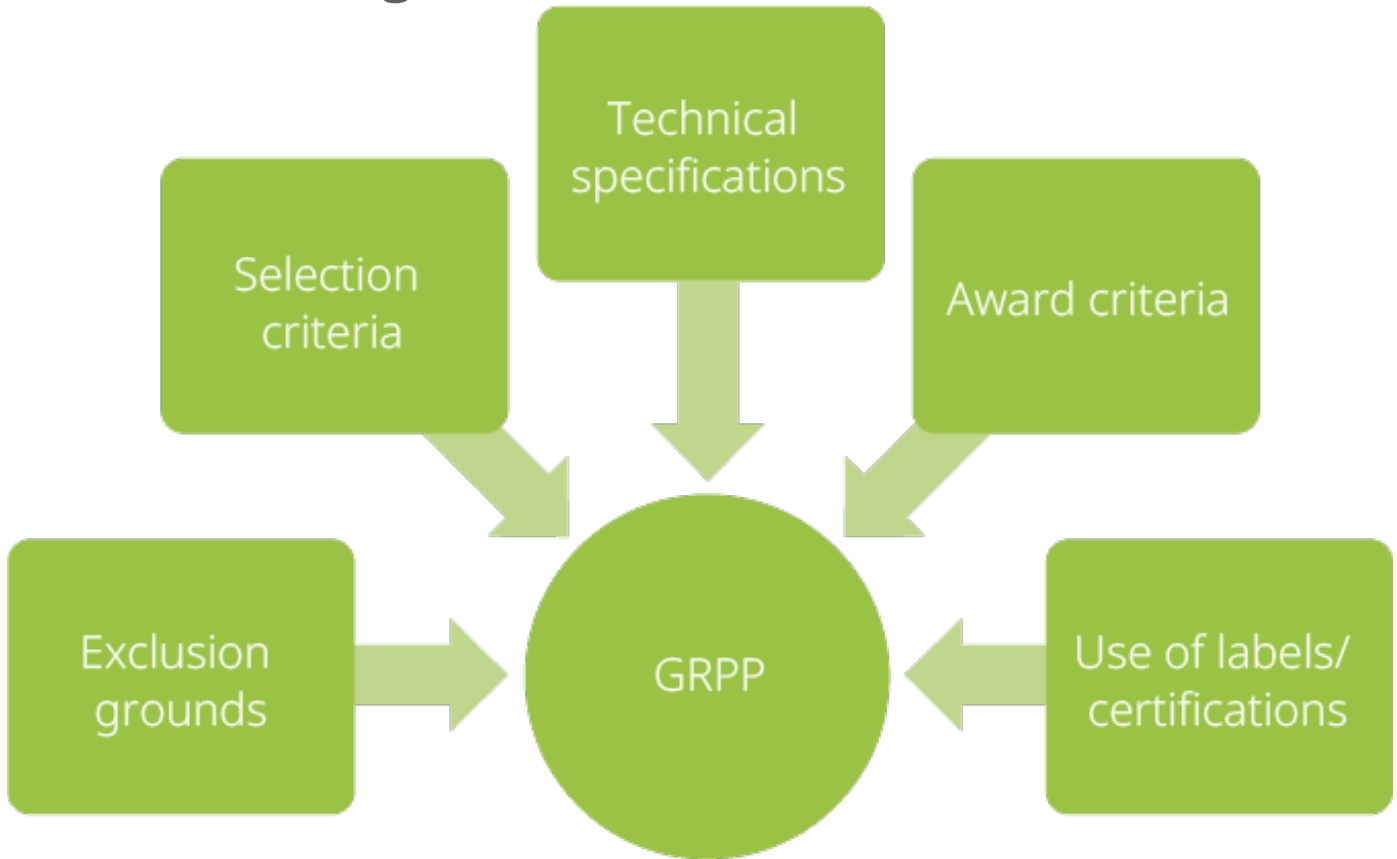 Technical
specifications
Selection
criteria
Award criteria
Exclusion
grounds
GRPP
Use of labels/
certifications